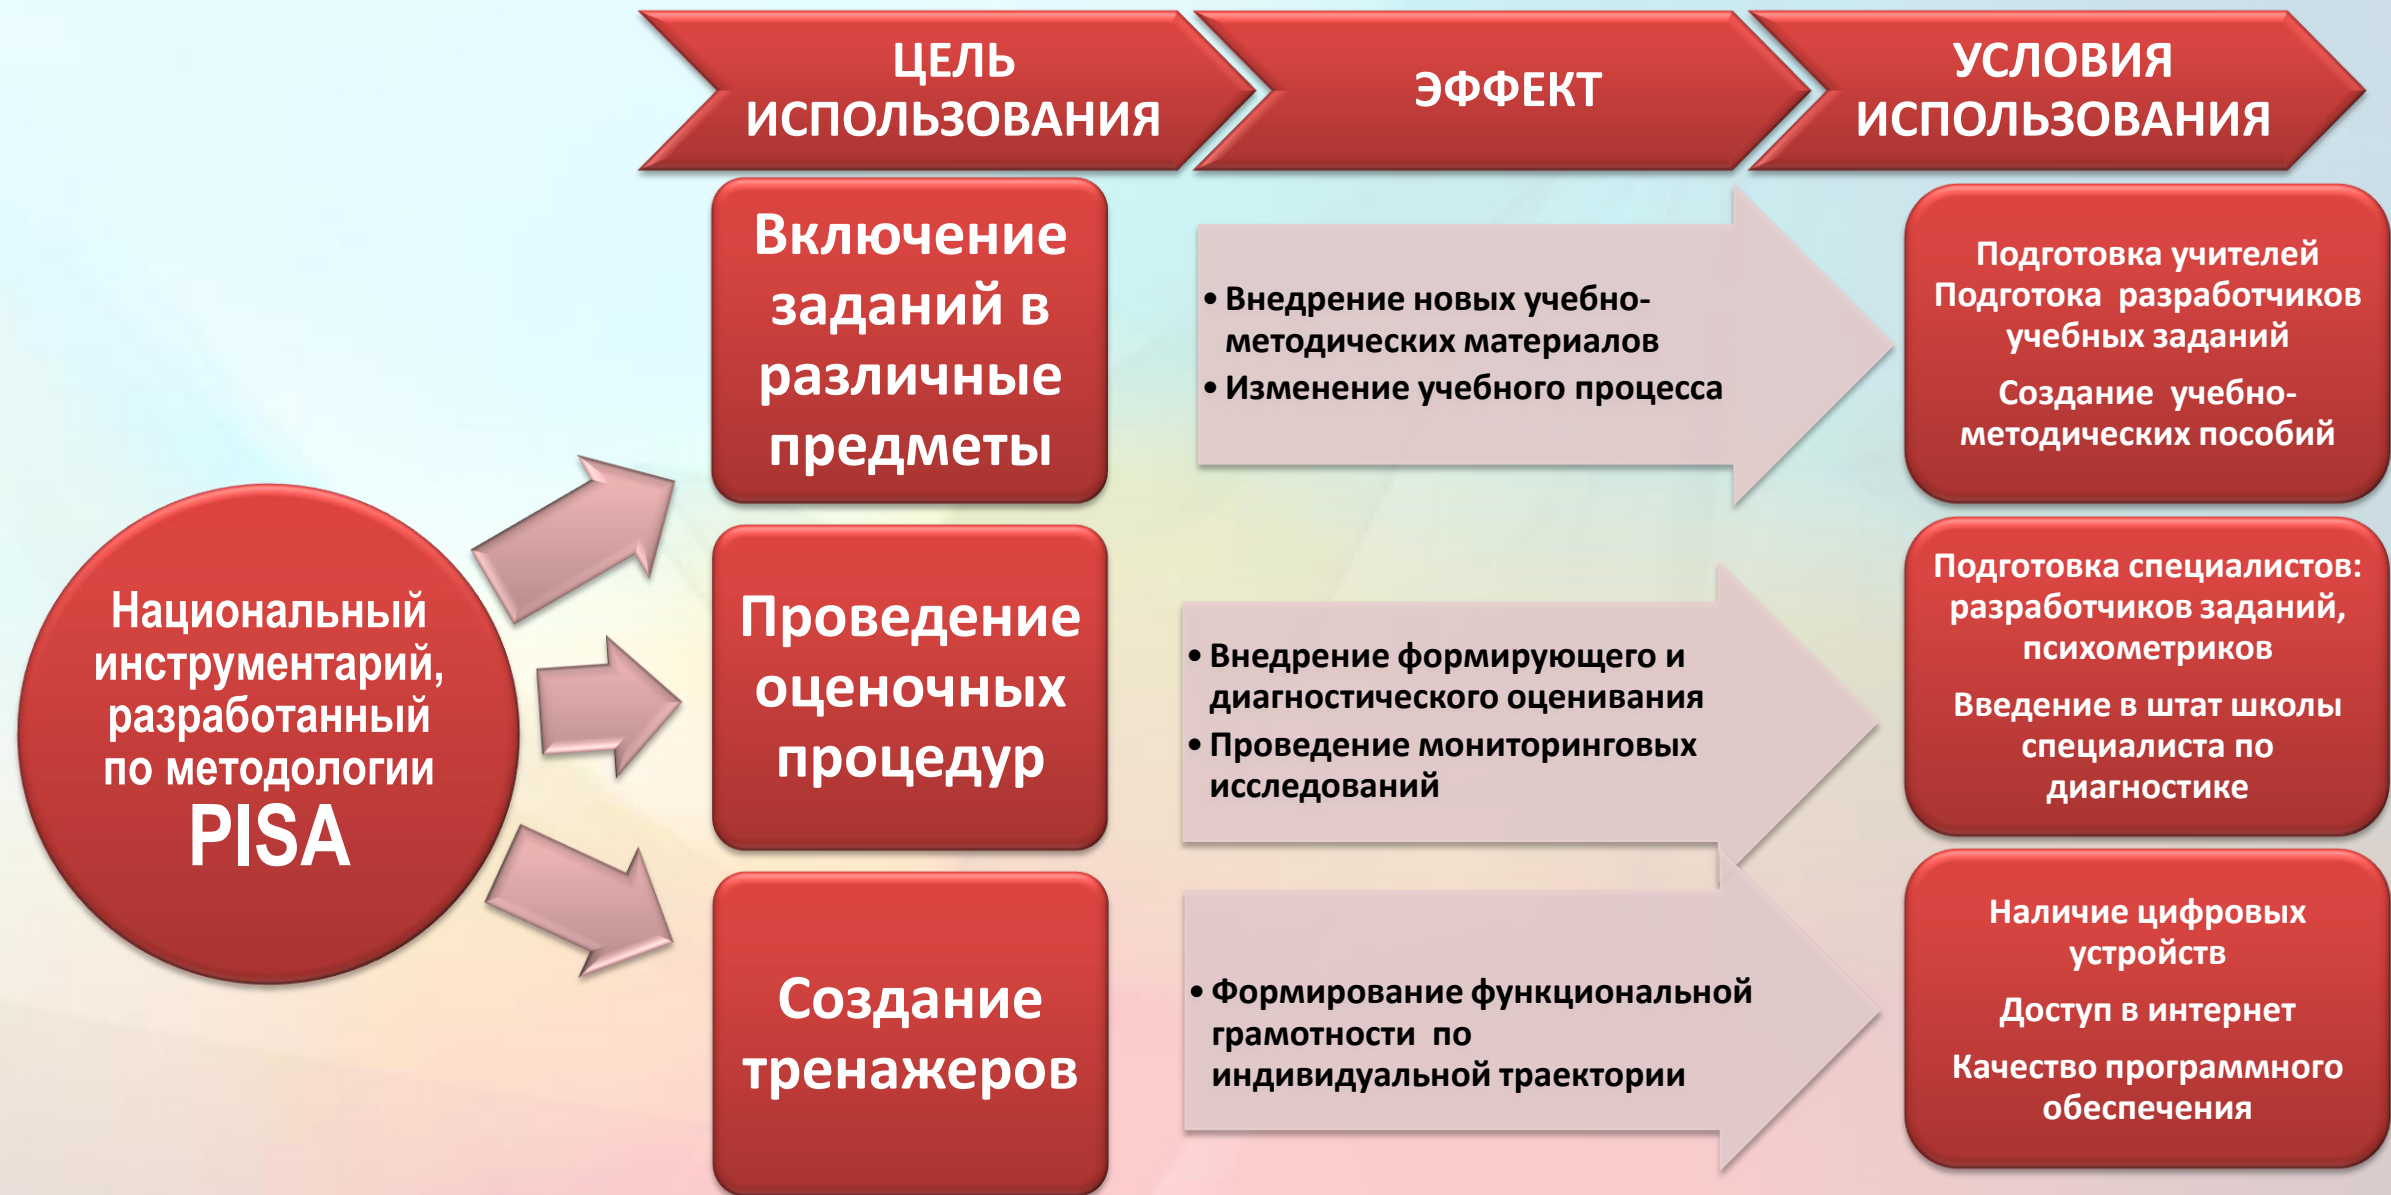 ЦЕЛЬ
ИСПОЛЬЗОВАНИЯ
ЭФФЕКТ
УСЛОВИЯ
ИСПОЛЬЗОВАНИЯ
Национальный
инструментарий,
разработанный
по методологии
PISA
Включение
заданий в
различные
предметы
• Внедрение новых учебно-
методических материалов
• Изменение учебного процесса
Подготовка учителей
Подготока разработчиков
учебных заданий
Создание учебно-
методических пособий
Проведение
оценочных
процедур
• Внедрение формирующего и
диагностического оценивания
• Проведение мониторинговых
исследований
Подготовка специалистов:
разработчиков заданий,
психометриков
Введение в штат школы
специалиста по
диагностике
Создание
тренажеров
• Формирование функциональной
грамотности по
индивидуальной траектории
Наличие цифровых
устройств
Доступ в интернет
Качество программного
обеспечения